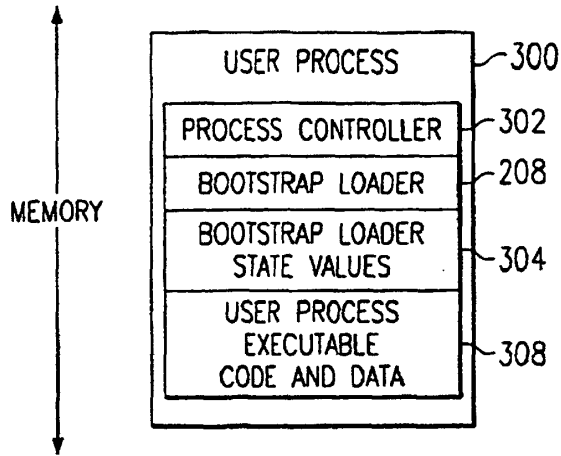 USER PROCESS
300
PROCESS CONTROLLER
302
BOOTSTRAP LOADER
208
MEMORY
BOOTSTRAP LOADER
STATE VALUES
304
USER PROCESS
EXECUTABLE
CODE AND DATA
308